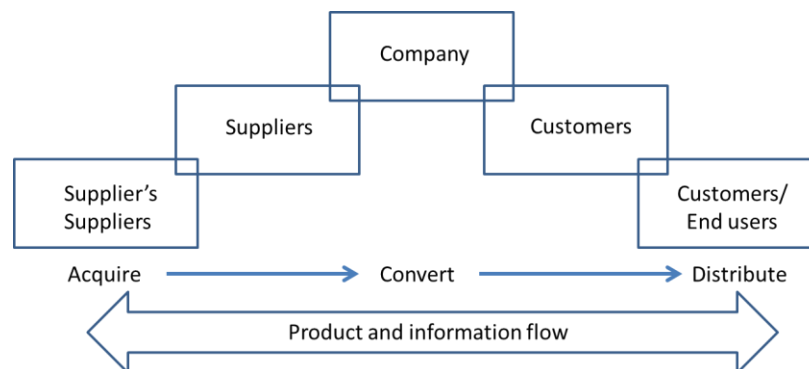 Company
Suppliers
Customers
Supplier’s
Suppliers
Customers/
End users
Acquire
Convert
Distribute
Product and information flow